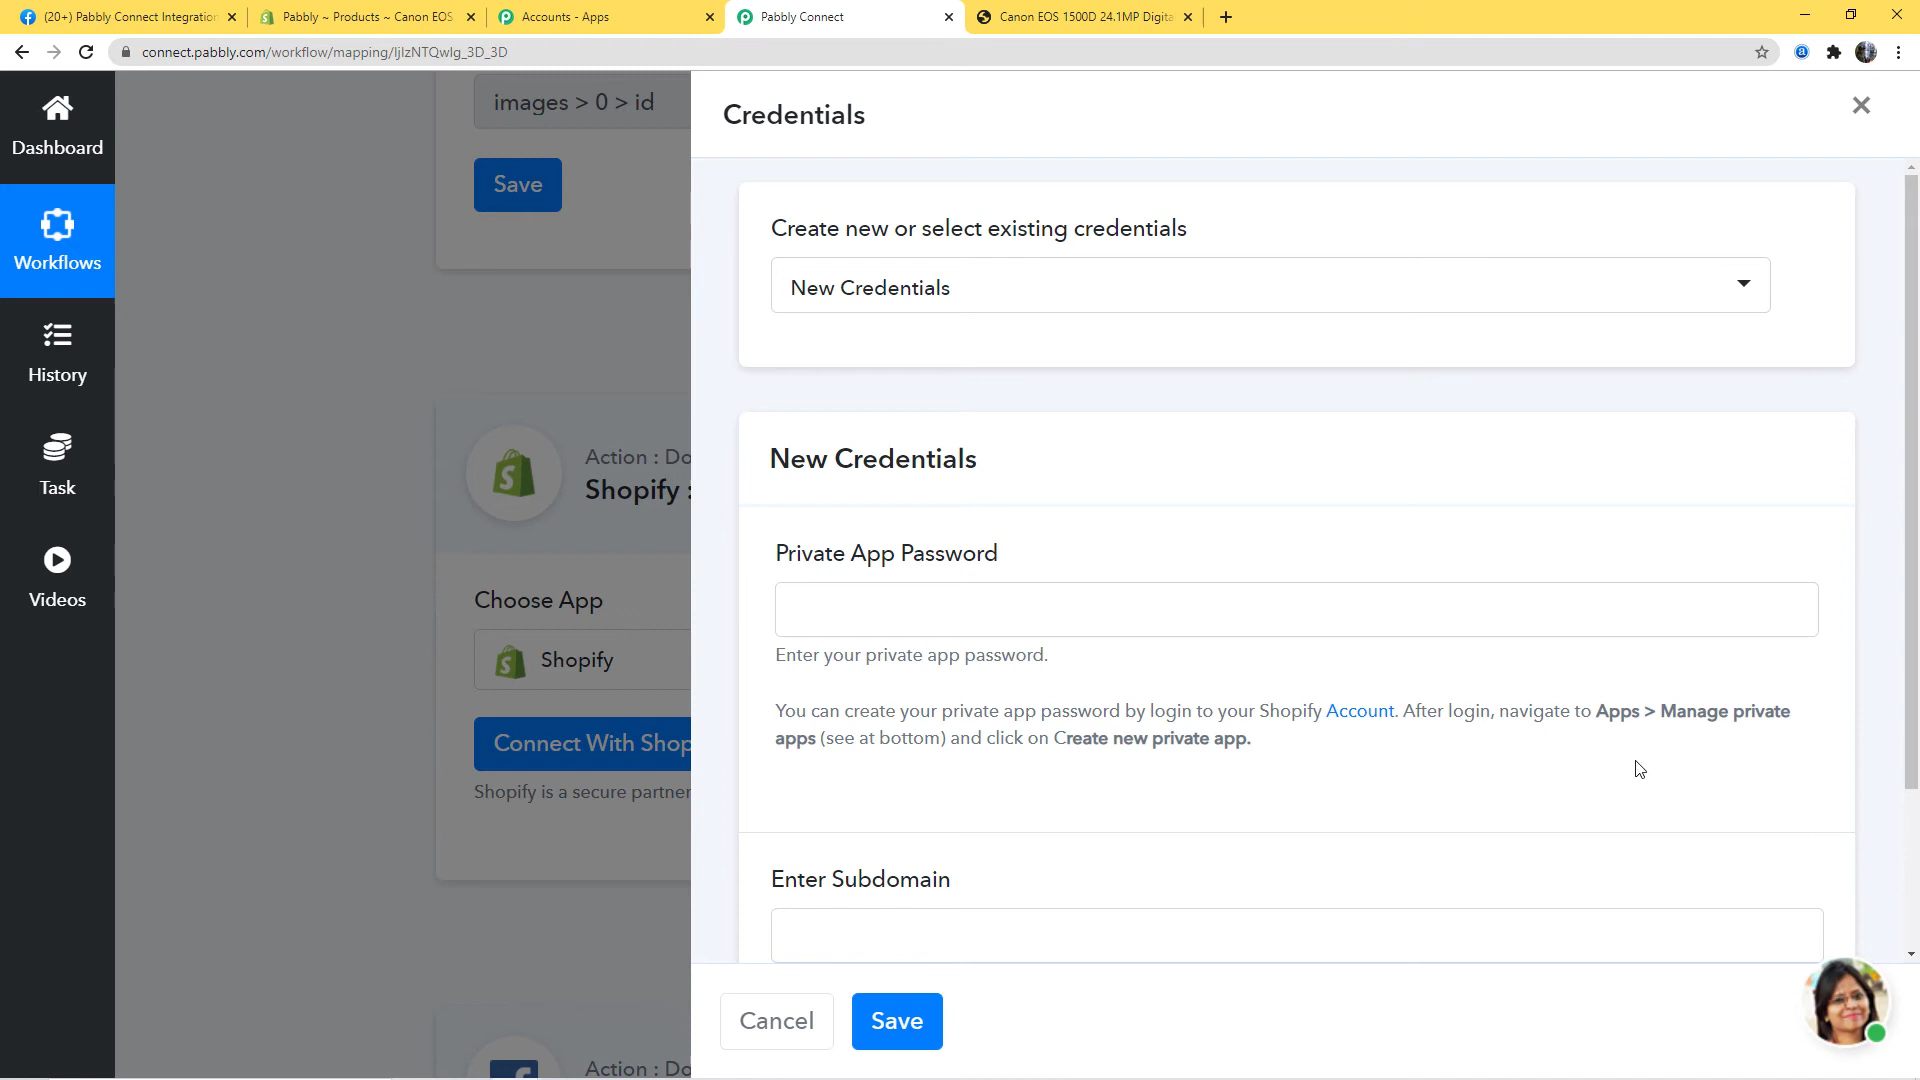 (20+) Pabbly Connect Integration
Pabbly ~ Products ~ Canon EOS
Accounts - Apps
Pabbly Connect
Canon EOS 1500D 24.1MP Digita
connect.pabbly.com/workflow/mapping/IjIzNTQwIg_3D_3D
Dashboard
Workflows
History
Task
Videos
images > 0 > id
Save
Action : Do
Shopify :
Choose App
Shopify
Connect With Shop
Shopify is a secure partner
Action : Do
Credentials
Create new or select existing credentials
New Credentials
New Credentials
Private App Password
Enter your private app password.
You can create your private app password by login to your Shopify Account. After login, navigate to Apps > Manage private
apps (see at bottom) and click on Create new private app.
Enter Subdomain
Cancel
Save